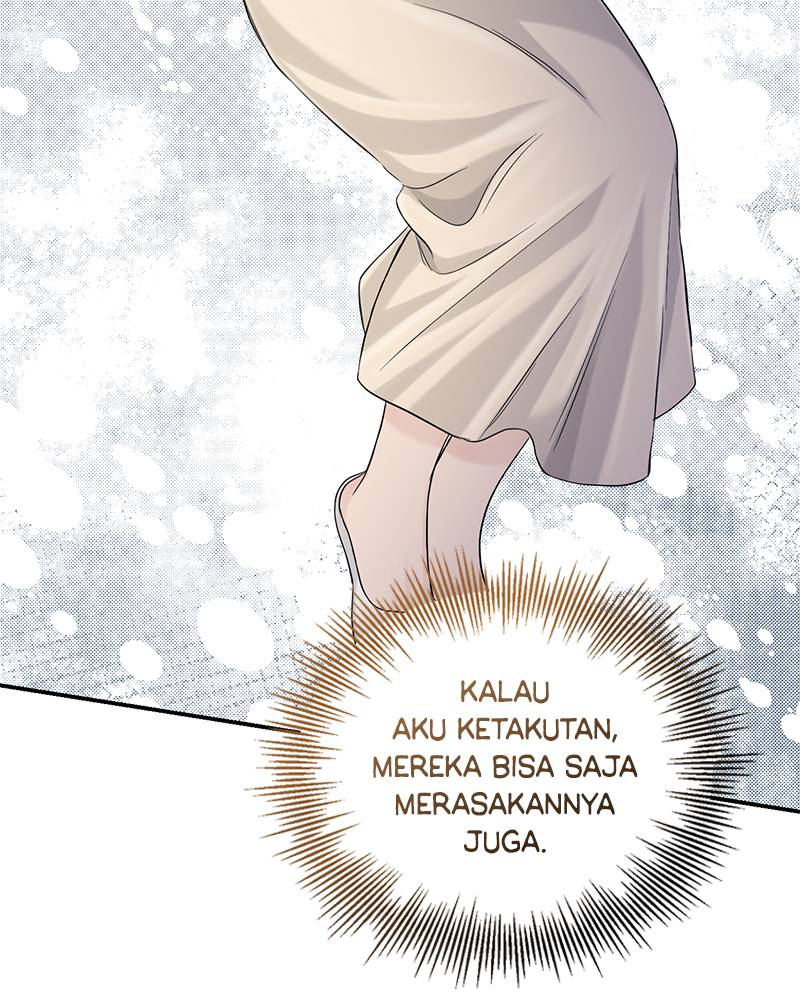 KALAU
AKU KETAKUTAN,
MEREKA BISA SAJA
MERASAKANNYA
JUGA.